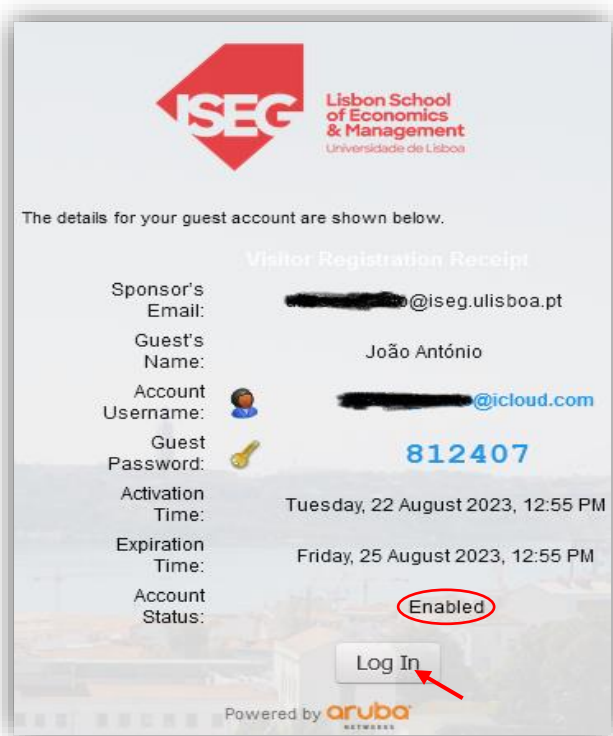 ISEG
Lisbon School
of Economics
& Management
Universidade de Lisboa
The details for your guest account are shown below.
Visitor Registration Receipt
Sponsor's
Email: @iseg.ulisboa.pt
Guest's
Name: João António
Account
Username: @icloud.com
Guest
Password: 812407
Activation
Time: Tuesday, 22 August 2023, 12:55 PM
Expiration
Time: Friday, 25 August 2023, 12:55 PM
Account
Status: Enabled
Log In
Powered by aruba
NETWORKS